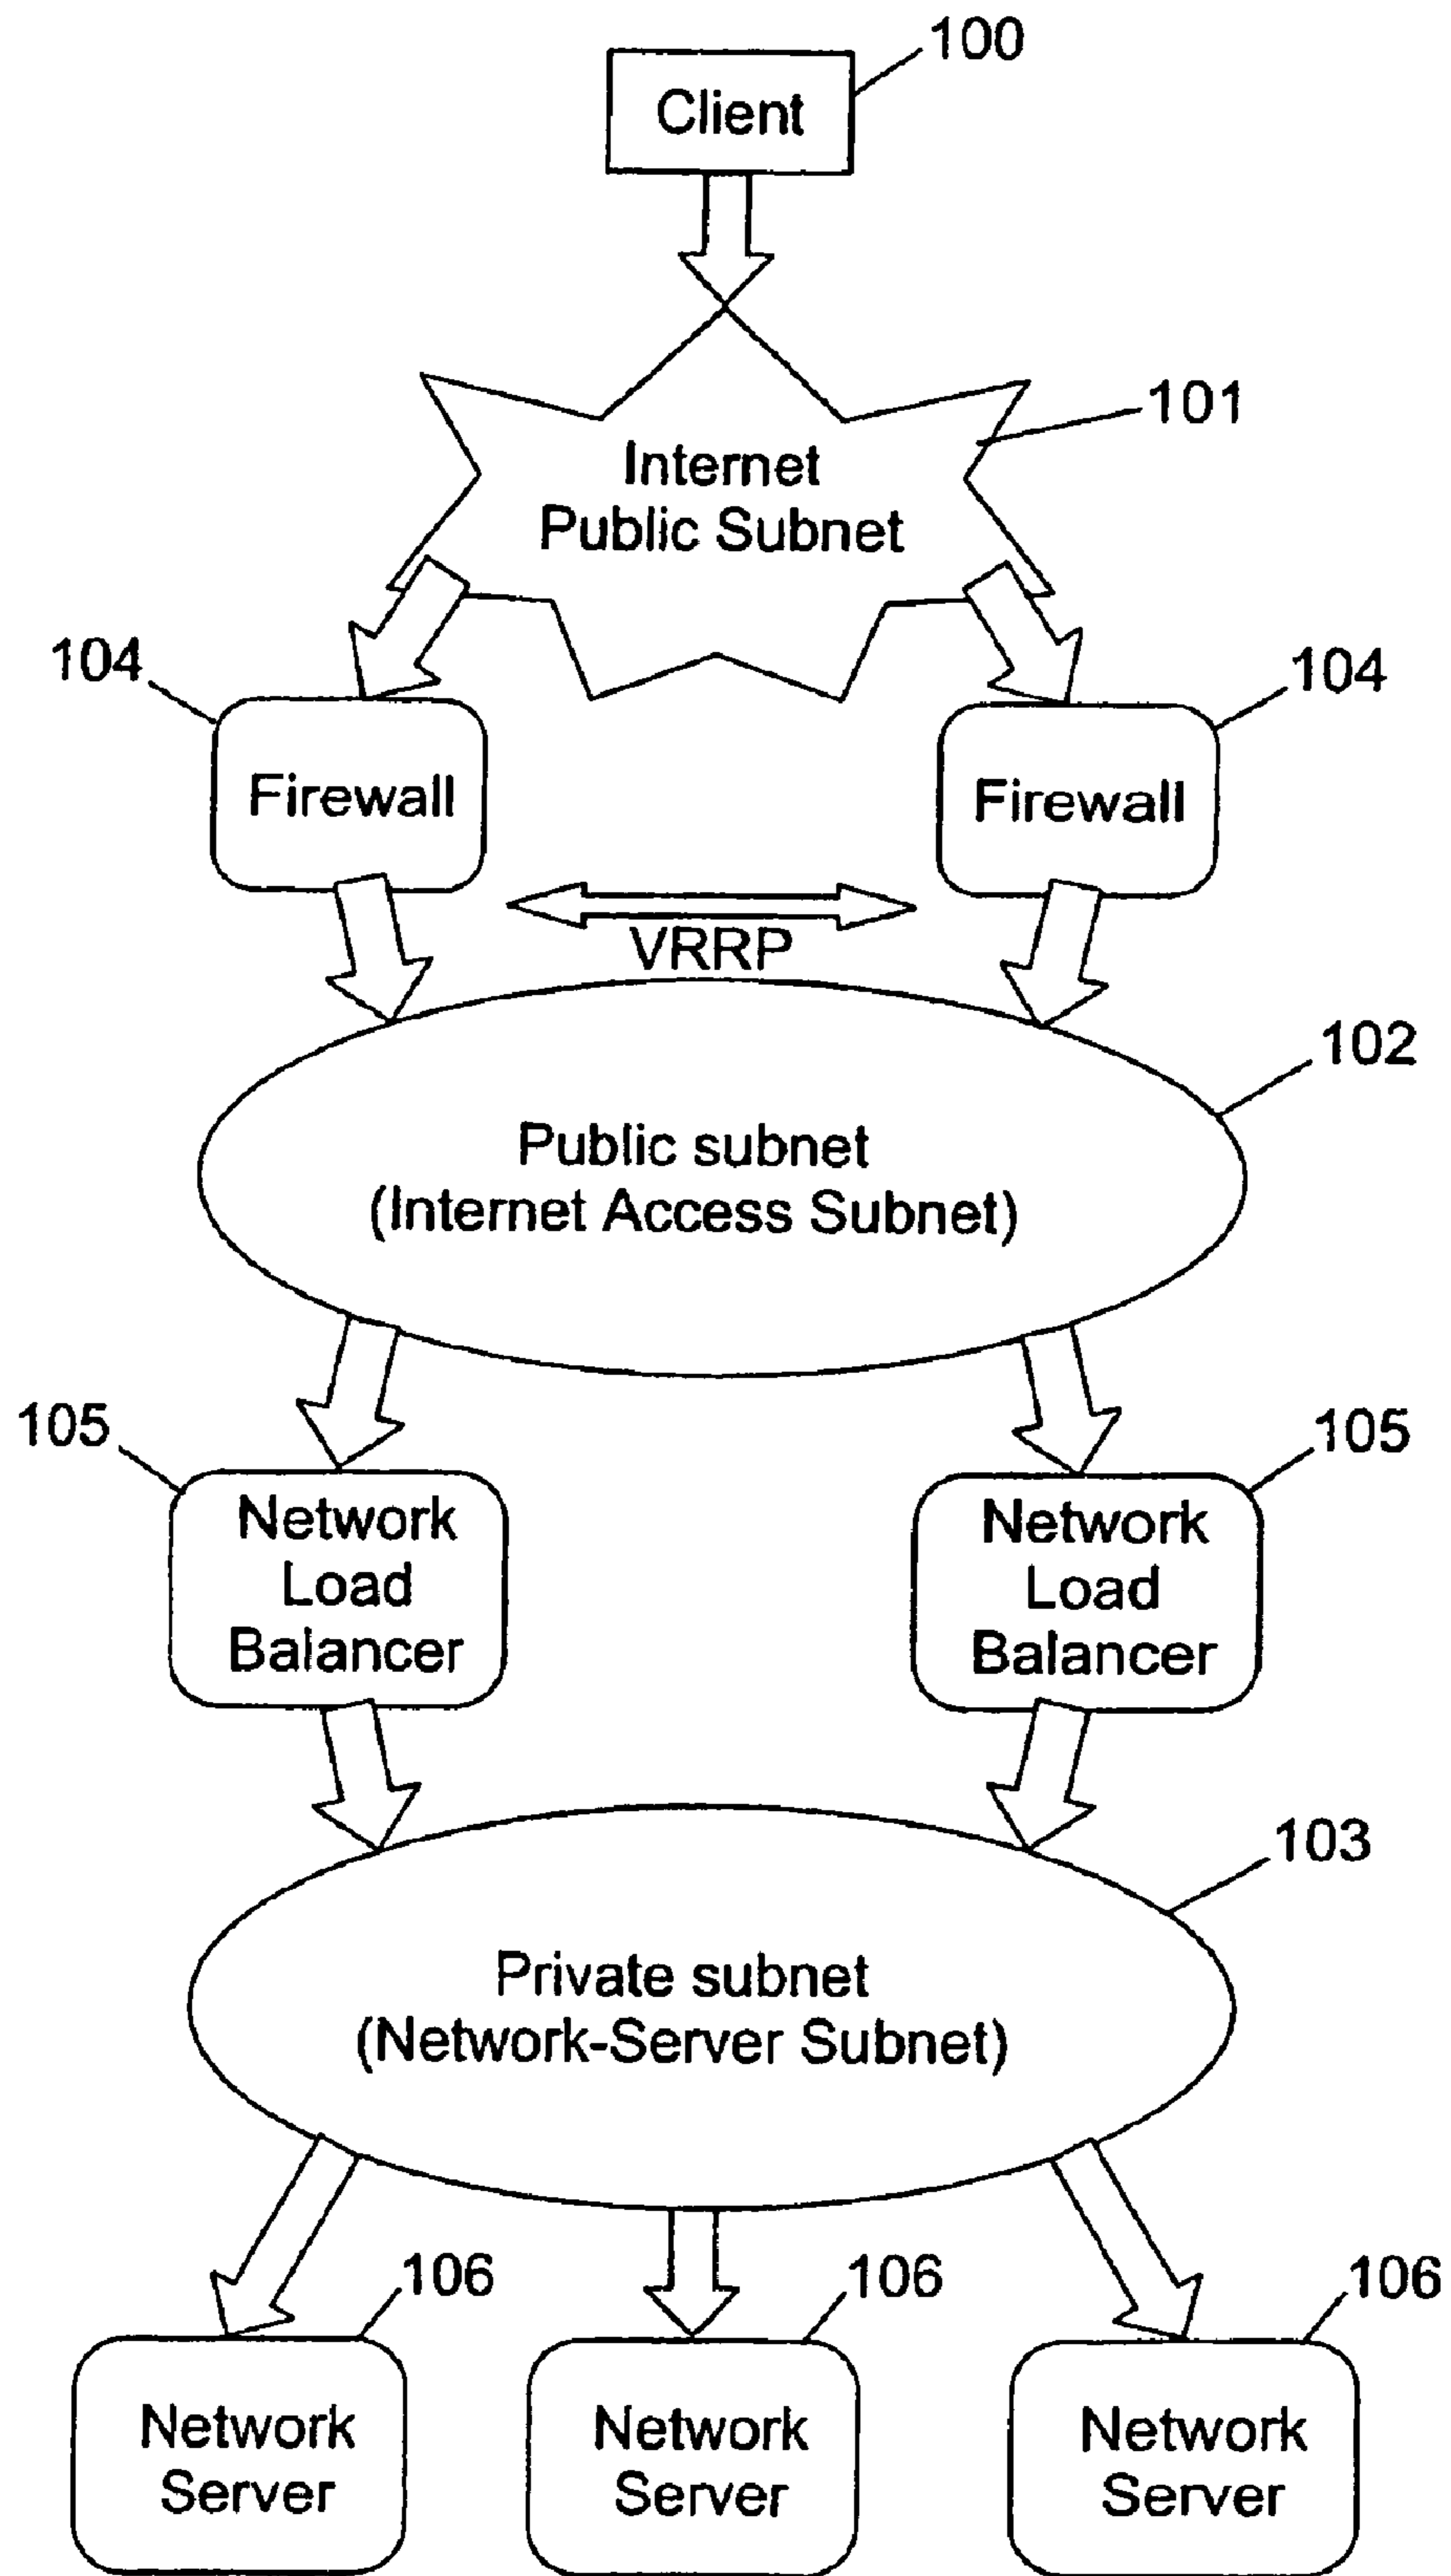 100
Client
101
Internet
Public Subnet
104
104
Firewall
Firewall
VRRP
102
Public subnet
(Internet Access Subnet)
105
105
Network
Load
Balancer
Network
Load
Balancer
103
Private subnet
(Network-Server Subnet)
106
106
106
Network
Server
Network
Server
Network
Server